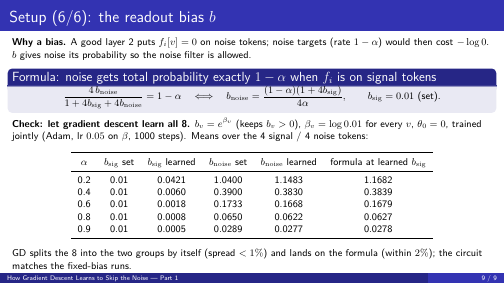 Setup (6/6): the readout bias b
Why a bias. A good layer 2 puts f_i[v] = 0 on noise tokens; noise targets (rate 1 − α) would then cost − log 0.
b gives noise its probability so the noise filter is allowed.
Formula: noise gets total probability exactly 1 − α when f_i is on signal tokens
4 b_noise / (1 + 4b_sig + 4b_noise) = 1 − α ⟺ b_noise = (1 − α)(1 + 4b_sig) / 4α, b_sig = 0.01 (set).
Check: let gradient descent learn all 8. b_v = e^{β_v} (keeps b_v > 0), β_v = log 0.01 for every v, θ_0 = 0, trained
jointly (Adam, lr 0.05 on β, 1000 steps). Means over the 4 signal / 4 noise tokens:
α b_sig set b_sig learned b_noise set b_noise learned formula at learned b_sig
0.2 0.01 0.0421 1.0400 1.1483 1.1682
0.4 0.01 0.0060 0.3900 0.3830 0.3839
0.6 0.01 0.0018 0.1733 0.1668 0.1679
0.8 0.01 0.0008 0.0650 0.0622 0.0627
0.9 0.01 0.0005 0.0289 0.0277 0.0278
GD splits the 8 into the two groups by itself (spread < 1%) and lands on the formula (within 2%); the circuit
matches the fixed-bias runs.
How Gradient Descent Learns to Skip the Noise — Part 1 9 / 9